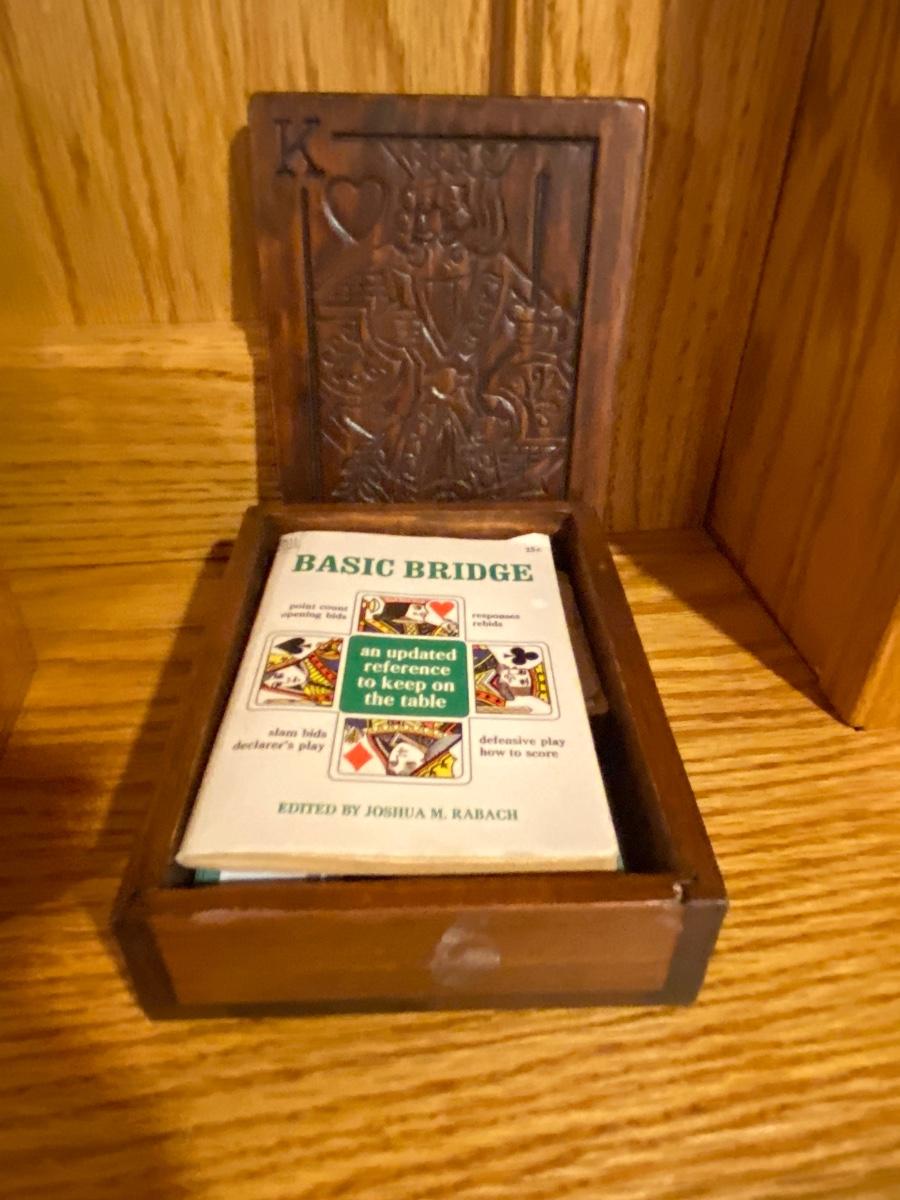 K
25¢
BASIC BRIDGE
point count
opening bids
responses
rebids
an updated
reference
to keep on
the table
slam bids
declarer's play
defensive play
how to score
EDITED BY JOSHUA M. RABACH